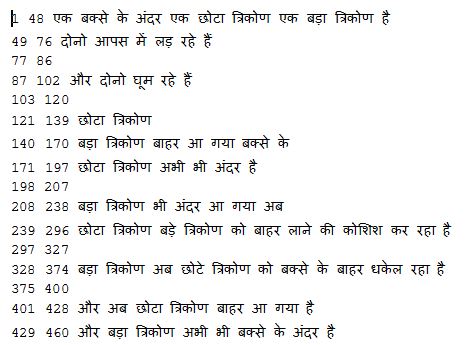 1 48 एक बक्से के अंदर एक छोटा त्रिकोण एक बड़ा त्रिकोण है
49 76 दोनो आपस में लड़ रहे हैं
77 86
87 102 और दोनो घूम रहे हैं
103 120
121 139 छोटा त्रिकोण
140 170 बड़ा त्रिकोण बाहर आ गया बक्से के
171 197 छोटा त्रिकोण अभी भी अंदर है
198 207
208 238 बड़ा त्रिकोण भी अंदर आ गया अब
239 296 छोटा त्रिकोण बड़े त्रिकोण को बाहर लाने की कोशिश कर रहा है
297 327
328 374 बड़ा त्रिकोण अब छोटे त्रिकोण को बक्से के बाहर धकेल रहा है
375 400
401 428 और अब छोटा त्रिकोण बाहर आ गया है
429 460 और बड़ा त्रिकोण अभी भी बक्से के अंदर है